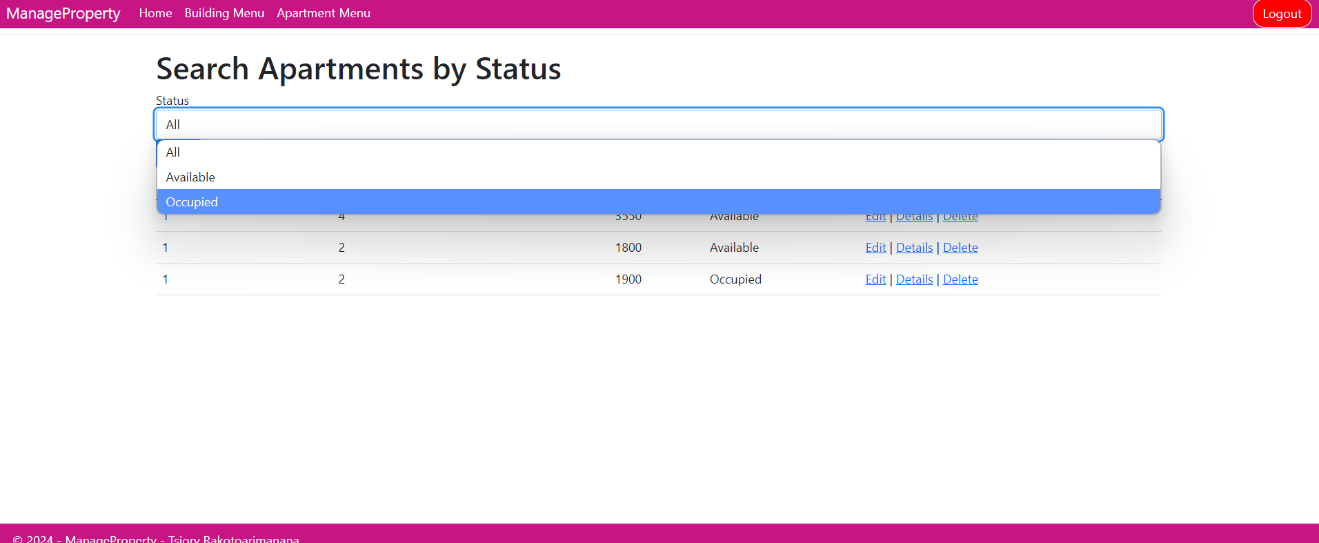 ManageProperty Home Building Menu Apartment Menu Logout
Search Apartments by Status
Status
All
All
Available
Occupied
1 4 3550 Available Edit | Details | Delete
1 2 1800 Available Edit | Details | Delete
1 2 1900 Occupied Edit | Details | Delete
© 2024 - ManageProperty - Tsiory Rakotoarimanana